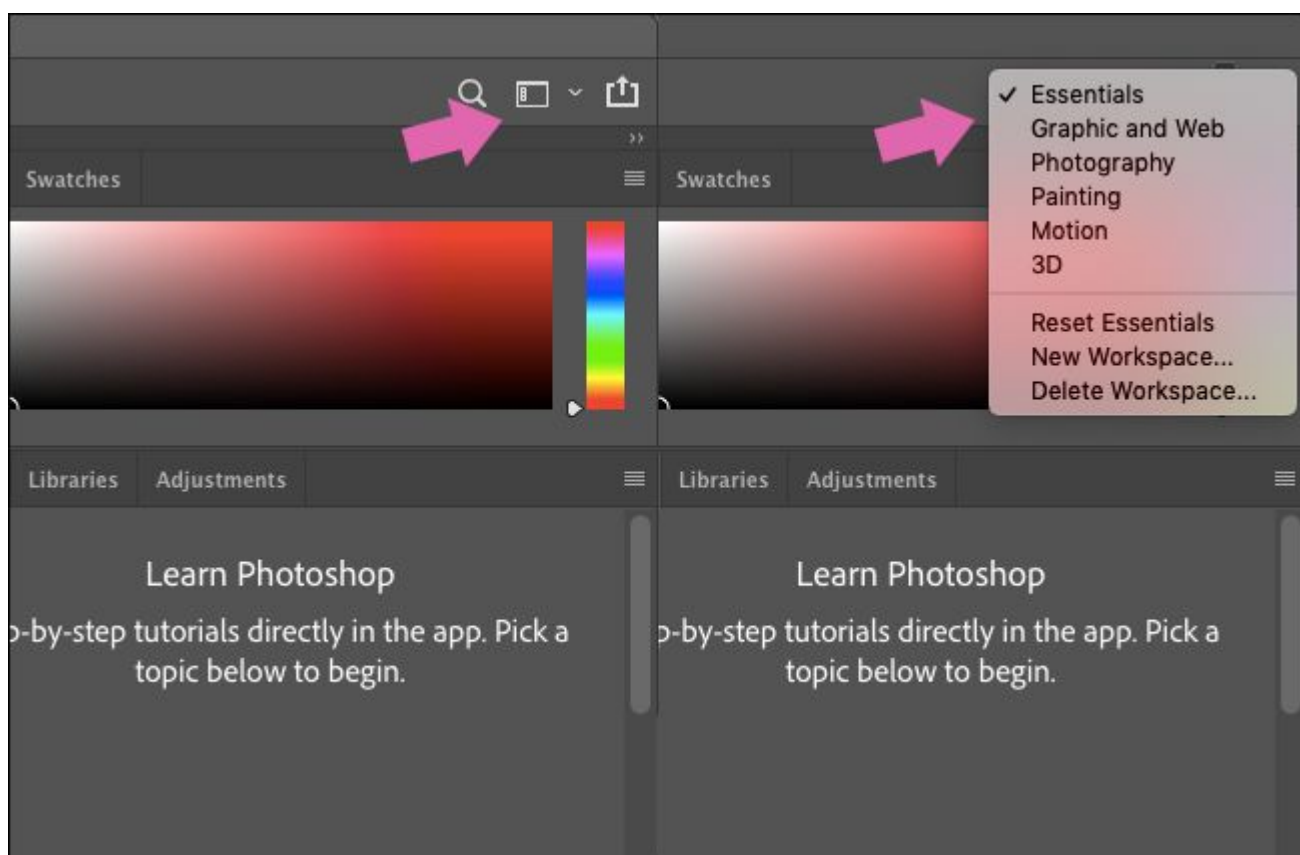 Swatches
Libraries Adjustments
Learn Photoshop
p-by-step tutorials directly in the app. Pick a
topic below to begin.
Swatches
✓ Essentials
Graphic and Web
Photography
Painting
Motion
3D
Reset Essentials
New Workspace...
Delete Workspace...
Libraries Adjustments
Learn Photoshop
p-by-step tutorials directly in the app. Pick a
topic below to begin.